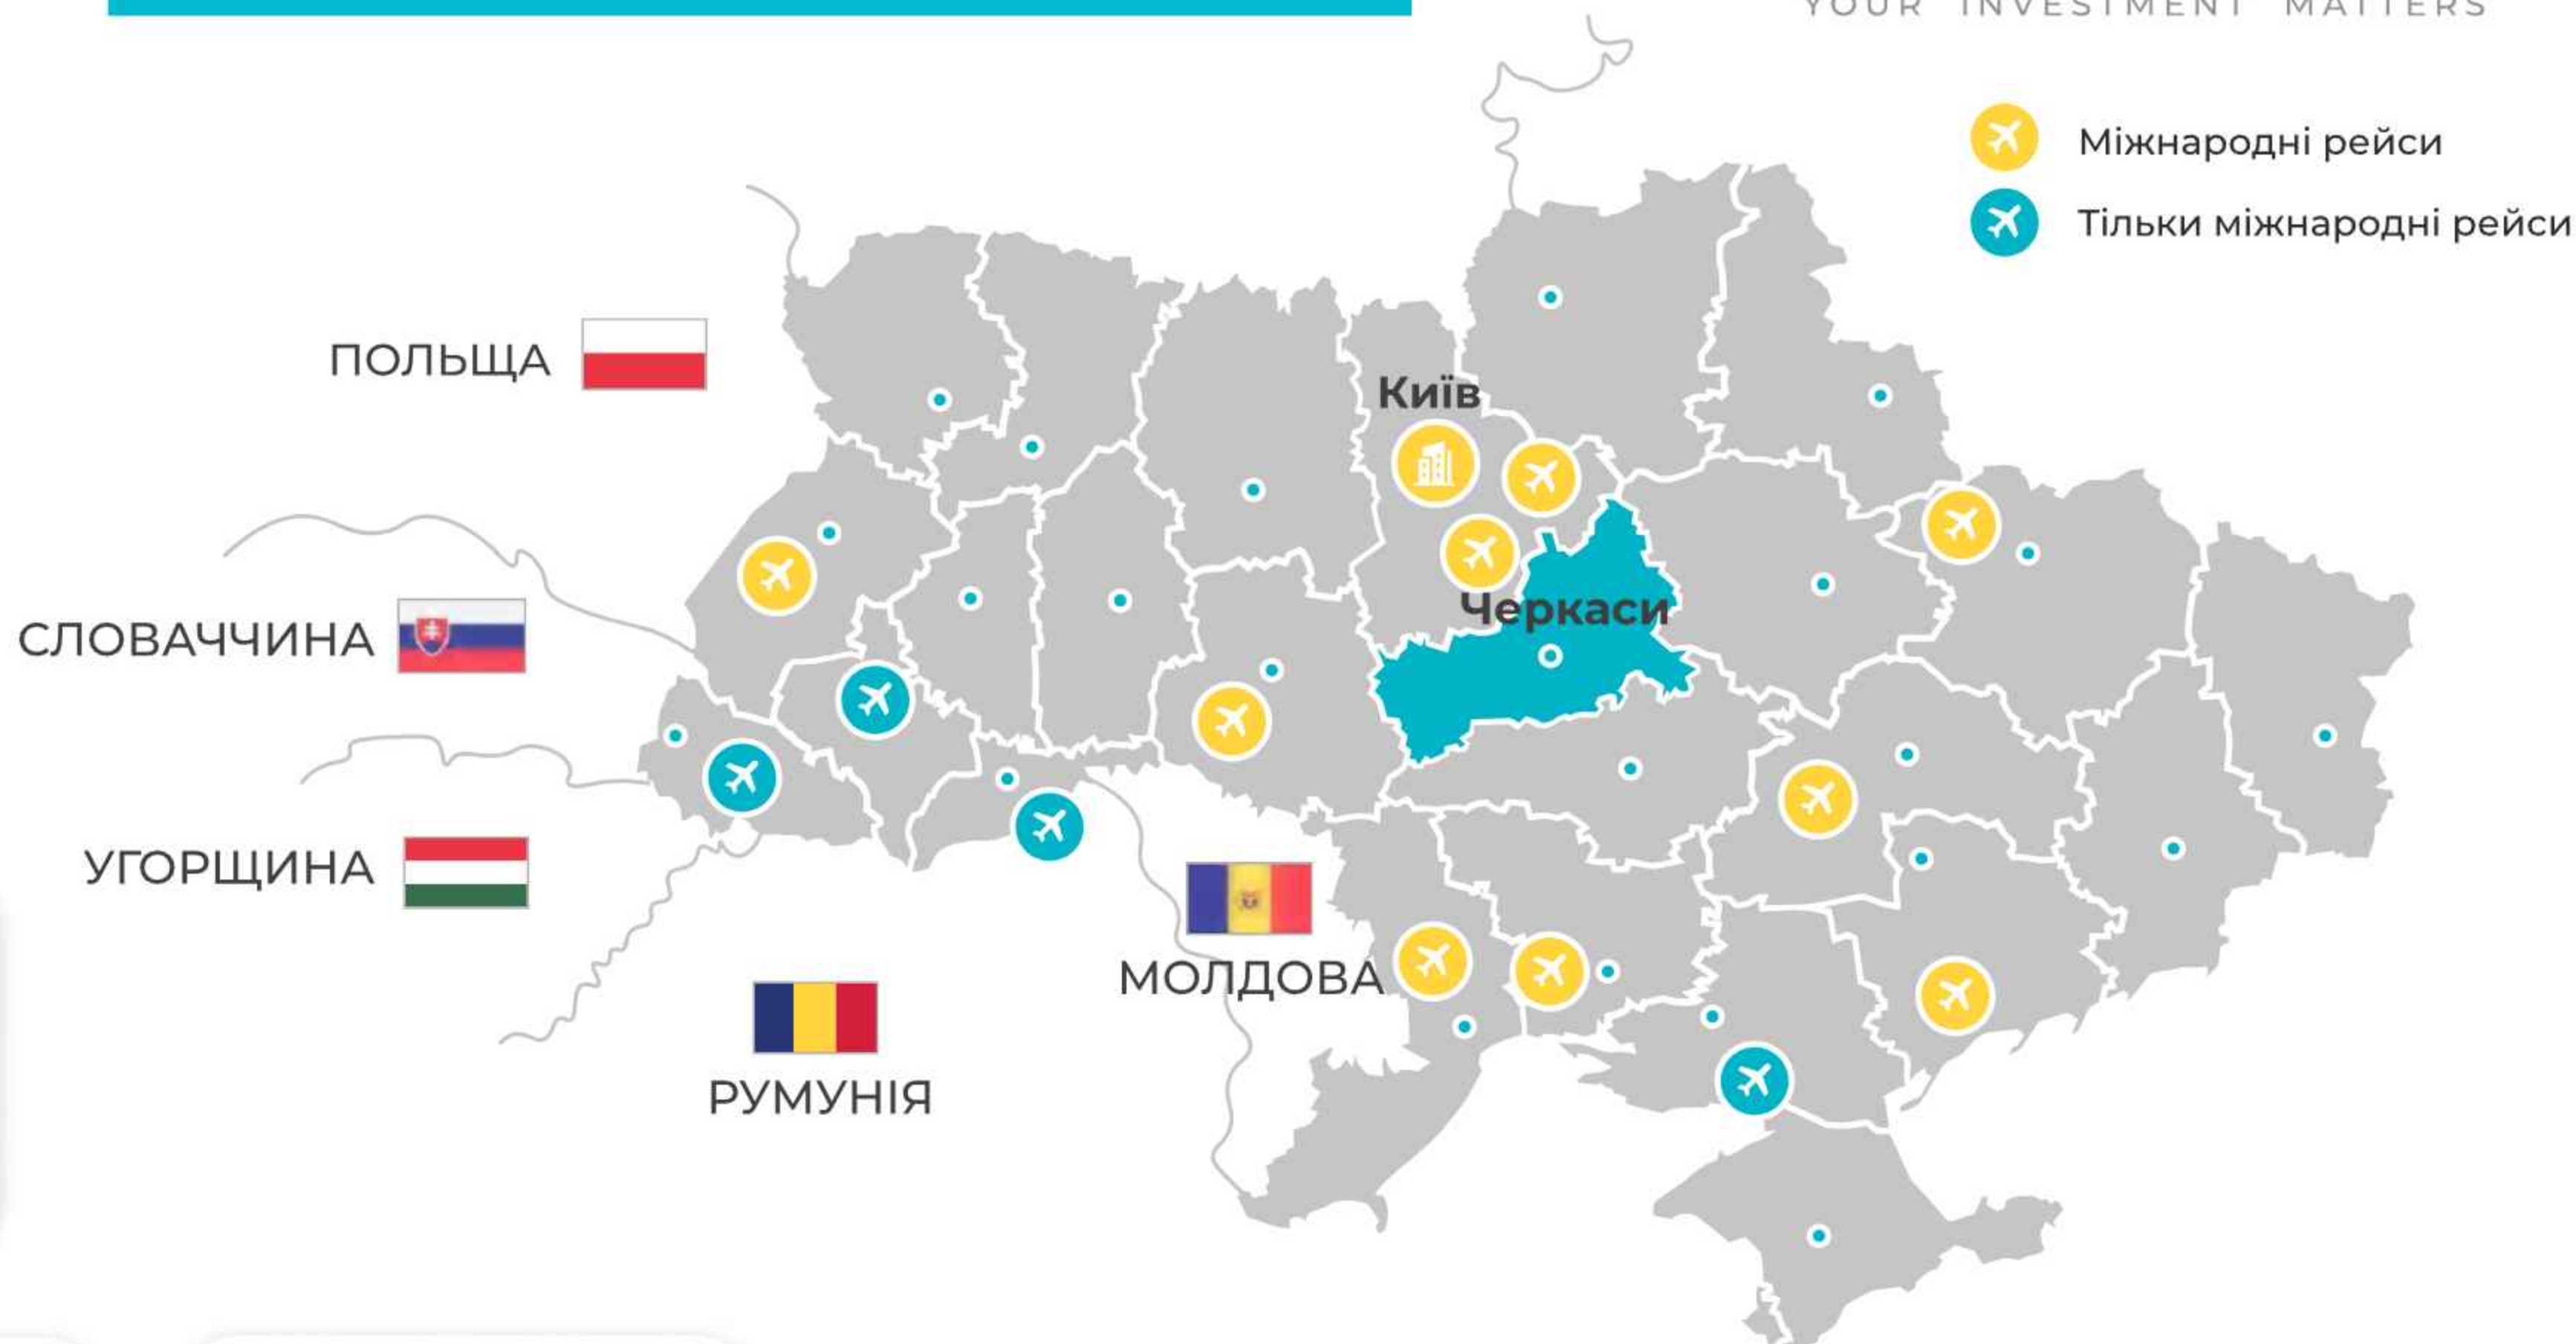 YOUR INVESTMENT MATTERS
Міжнародні рейси
Тільки міжнародні рейси
ПОЛЬЩА
Київ
Черкаси
СЛОВАЧЧИНА
УГОРЩИНА
МОЛДОВА
РУМУНІЯ